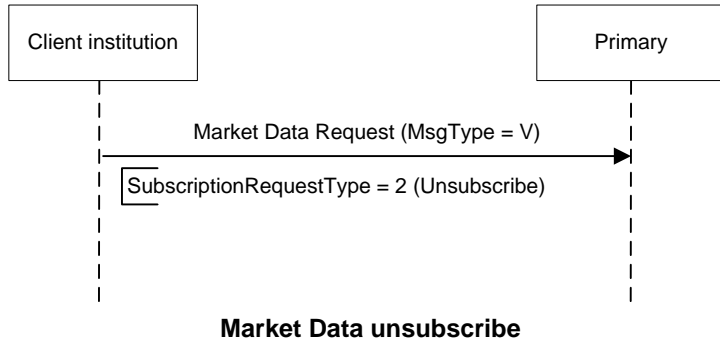 Client institution
Primary
Market Data Request (MsgType = V)
SubscriptionRequestType = 2 (Unsubscribe)
Market Data unsubscribe